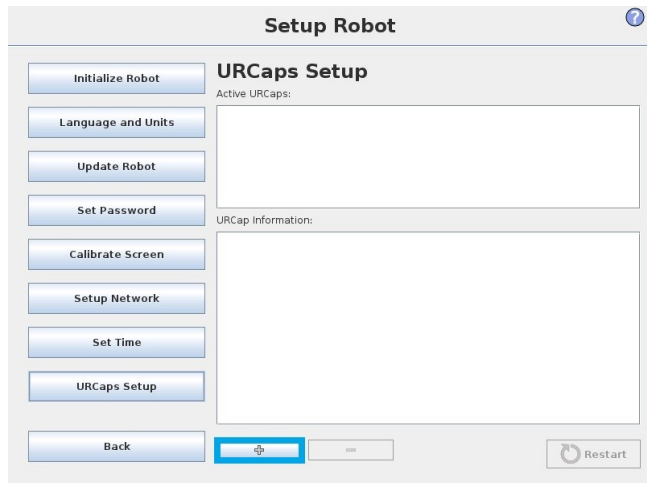 Setup Robot
?
Initialize Robot
Language and Units
Update Robot
Set Password
Calibrate Screen
Setup Network
Set Time
URCaps Setup
Back
URCaps Setup
Active URCaps:
URCap Information:
Restart